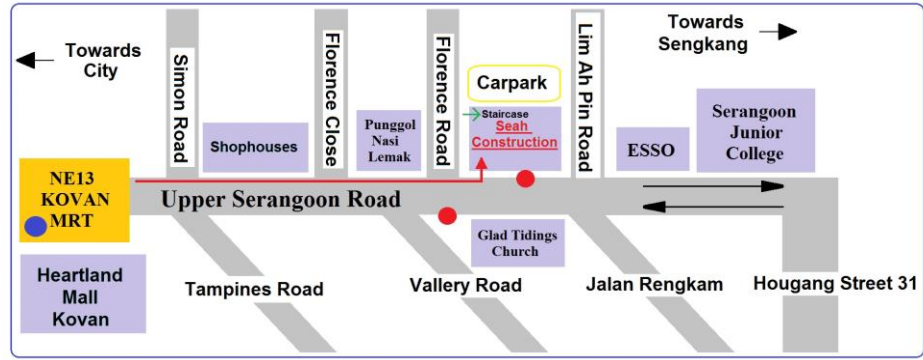 Towards
City
Simon Road
Florence Close
Florence Road
Lim Ah Pin Road
Towards
Sengkang
Carpark
Shophouses
Punggol
Nasi
Lemak
Staircase
Seah
Construction
ESSO
Serangoon
Junior
College
NE13
KOVAN
MRT
Upper Serangoon Road
Glad Tidings
Church
Heartland
Mall
Kovan
Tampines Road
Vallery Road
Jalan Rengkam
Hougang Street 31